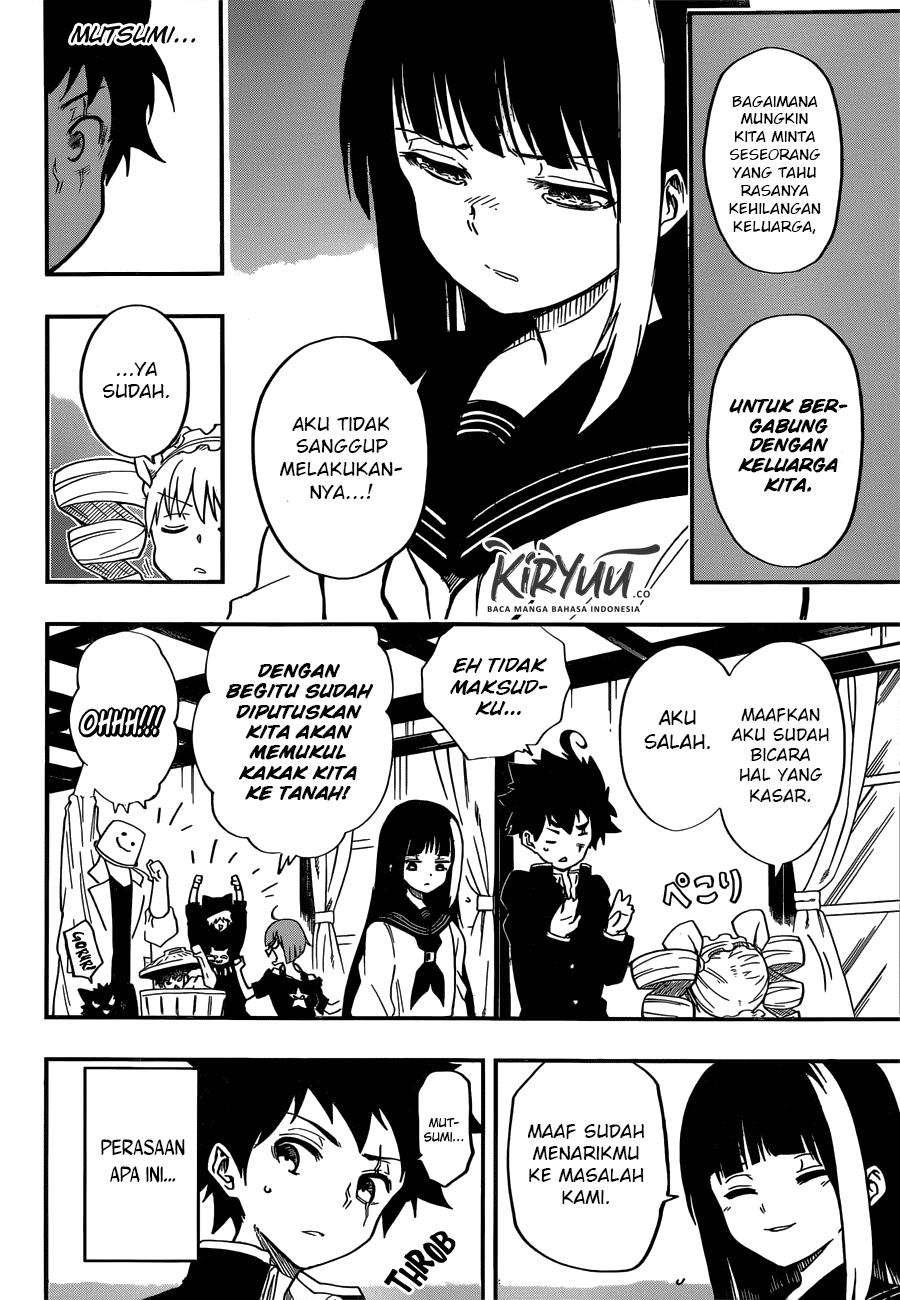 BAGAIMANA
MUNGKIN
KITA MINTA
SESEORANG
YANG TAHU
RASANYA
KEHILANGAN
KELUARGA,
UNTUK BER-
GABUNG
DENGAN
KELUARGA
KITA.
AKU TIDAK
SANGGUP
MELAKUKAN-
NYA...!
MUTSUMI...
...YA
SUDAH.
KiRYUU
.CO
BACA MANGA BAHASA INDONESIA
MAAFKAN
AKU SUDAH
BICARA
HAL YANG
KASAR.
AKU
SALAH.
ぺこり
EH TIDAK
MAKSUD-
KU...
DENGAN
BEGITU SUDAH
DIPUTUSKAN
KITA AKAN
MEMUKUL
KAKAK KITA
KE TANAH!
OHHH!!!
GORUR!
MAAF SUDAH
MENARIKMU
KE MASALAH
KAMI.
MUT-
SUMI...
THROB
PERASAAN
APA INI...